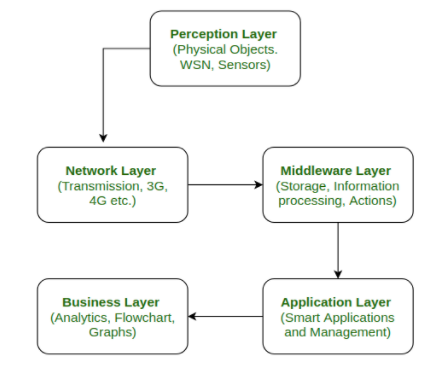 Perception Layer
(Physical Objects.
WSN, Sensors)
Network Layer
(Transmission, 3G,
4G etc.)
Middleware Layer
(Storage, Information
processing, Actions)
Business Layer
(Analytics, Flowchart,
Graphs)
Application Layer
(Smart Applications
and Management)